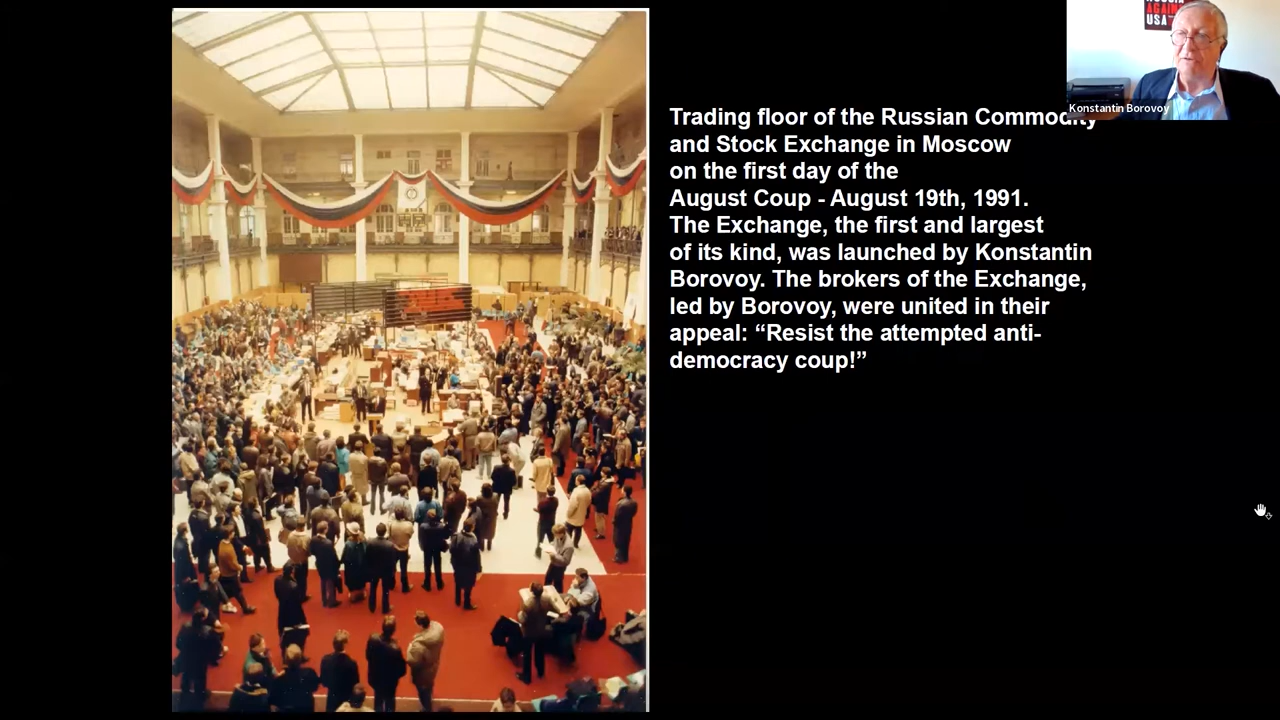 RUSSIA
AGAINST
USA
Konstantin Borovoy
Trading floor of the Russian Commodity
and Stock Exchange in Moscow
on the first day of the
August Coup - August 19th, 1991.
The Exchange, the first and largest
of its kind, was launched by Konstantin
Borovoy. The brokers of the Exchange,
led by Borovoy, were united in their
appeal: “Resist the attempted anti-
democracy coup!”